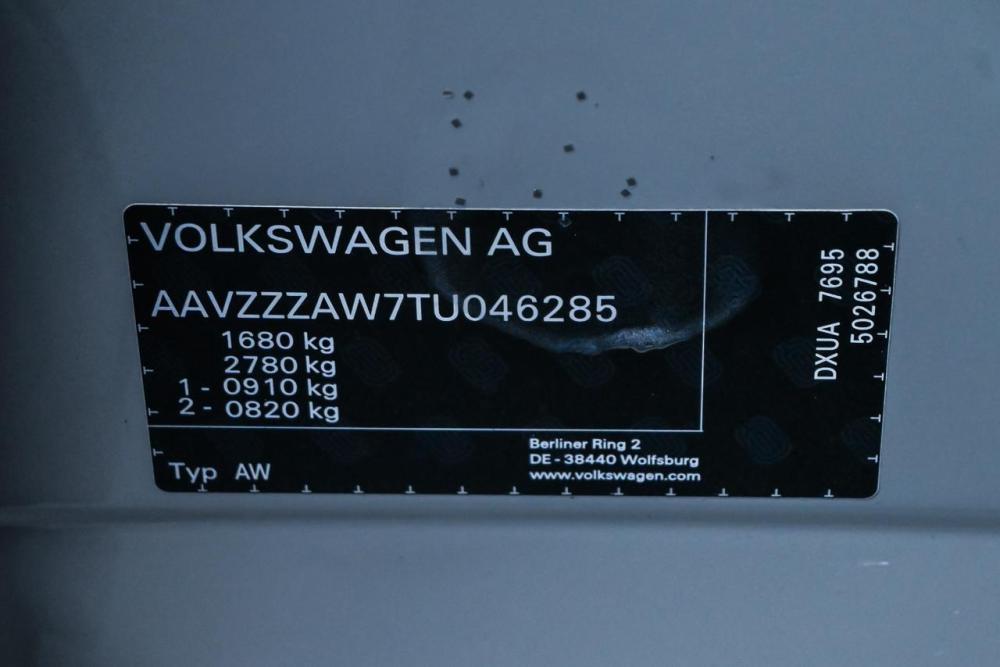 VOLKSWAGEN AG
AAVZZZAW7TU046285
1680 kg
2780 kg
1 - 0910 kg
2 - 0820 kg
Typ AW
Berliner Ring 2
DE - 38440 Wolfsburg
www.volkswagen.com
DXUA 7695
5026788